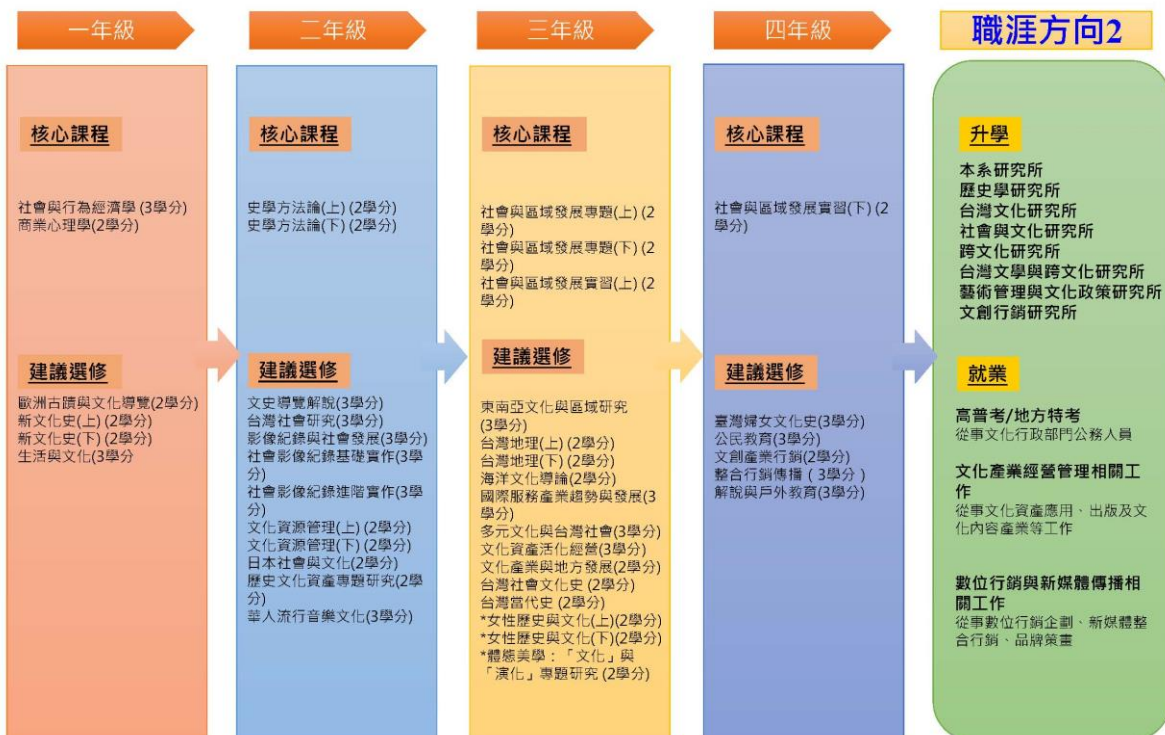 一年級
核心課程
社會與行為經濟學 (3學分)
商業心理學(2學分)
建議選修
歐洲古蹟與文化導覽(2學分)
新文化史(上) (2學分)
新文化史(下) (2學分)
生活與文化(3學分
二年級
核心課程
史學方法論(上) (2學分)
史學方法論(下) (2學分)
建議選修
文史導覽解說(3學分)
台灣社會研究(3學分)
影像紀錄與社會發展(3學分)
社會影像紀錄基礎實作(3學
分)
社會影像紀錄進階實作(3學
分)
文化資源管理(上) (2學分)
文化資源管理(下) (2學分)
日本社會與文化(2學分)
歷史文化資產專題研究(2學
分)
華人流行音樂文化(3學分)
三年級
核心課程
社會與區域發展專題(上) (2
學分)
社會與區域發展專題(下) (2
學分)
社會與區域發展實習(上) (2
學分)
建議選修
東南亞文化與區域研究
(3學分)
台灣地理(上) (2學分)
台灣地理(下) (2學分)
海洋文化導論(2學分)
國際服務產業趨勢與發展(3
學分)
多元文化與台灣社會(3學分)
文化資產活化經營(3學分)
文化產業與地方發展(2學分)
台灣社會文化史 (2學分)
台灣當代史 (2學分)
*女性歷史與文化(上)(2學分)
*女性歷史與文化(下)(2學分)
*體態美學：「文化」與
「演化」專題研究 (2學分)
四年級
核心課程
社會與區域發展實習(下) (2
學分)
建議選修
臺灣婦女文化史(3學分)
公民教育(3學分)
文創產業行銷(2學分)
整合行銷傳播（3學分）
解說與戶外教育(3學分)
職涯方向2
升學
本系研究所
歷史學研究所
台灣文化研究所
社會與文化研究所
跨文化研究所
台灣文學與跨文化研究所
藝術管理與文化政策研究所
文創行銷研究所
就業
高普考/地方特考
從事文化行政部門公務人員
文化產業經營管理相關工
作
從事文化資產應用、出版及文
化內容產業等工作
數位行銷與新媒體傳播相
關工作
從事數位行銷企劃、新媒體整
合行銷、品牌策畫